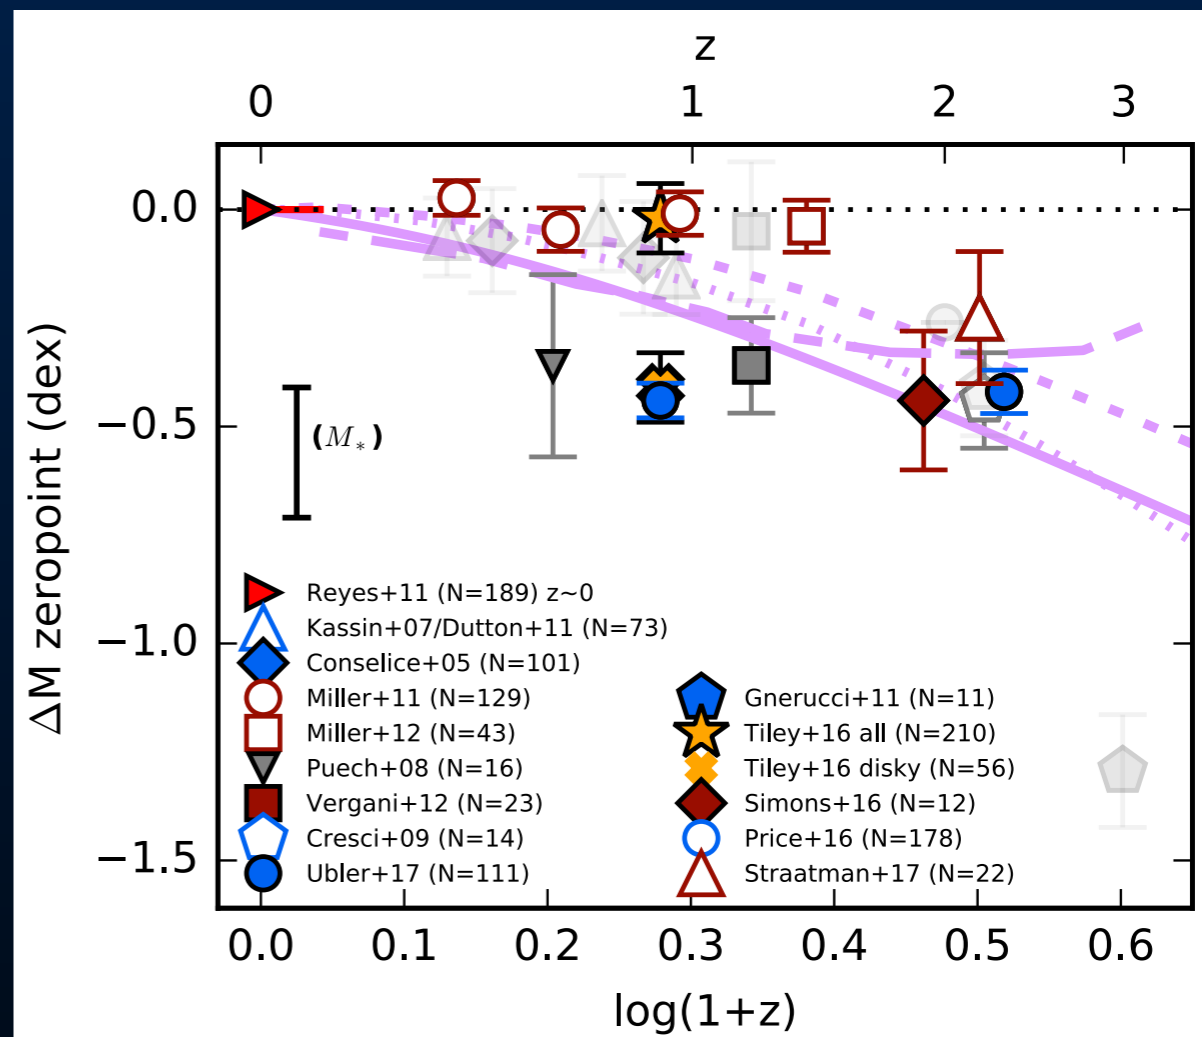 z
0 1 2 3
0.0
−0.5
−1.0
−1.5
ΔM zeropoint (dex)
(M*)
Reyes+11 (N=189) z~0
Kassin+07/Dutton+11 (N=73)
Conselice+05 (N=101)
Miller+11 (N=129)
Miller+12 (N=43)
Puech+08 (N=16)
Vergani+12 (N=23)
Cresci+09 (N=14)
Ubler+17 (N=111)
Gnerucci+11 (N=11)
Tiley+16 all (N=210)
Tiley+16 disky (N=56)
Simons+16 (N=12)
Price+16 (N=178)
Straatman+17 (N=22)
0.0 0.1 0.2 0.3 0.4 0.5 0.6
log(1+z)